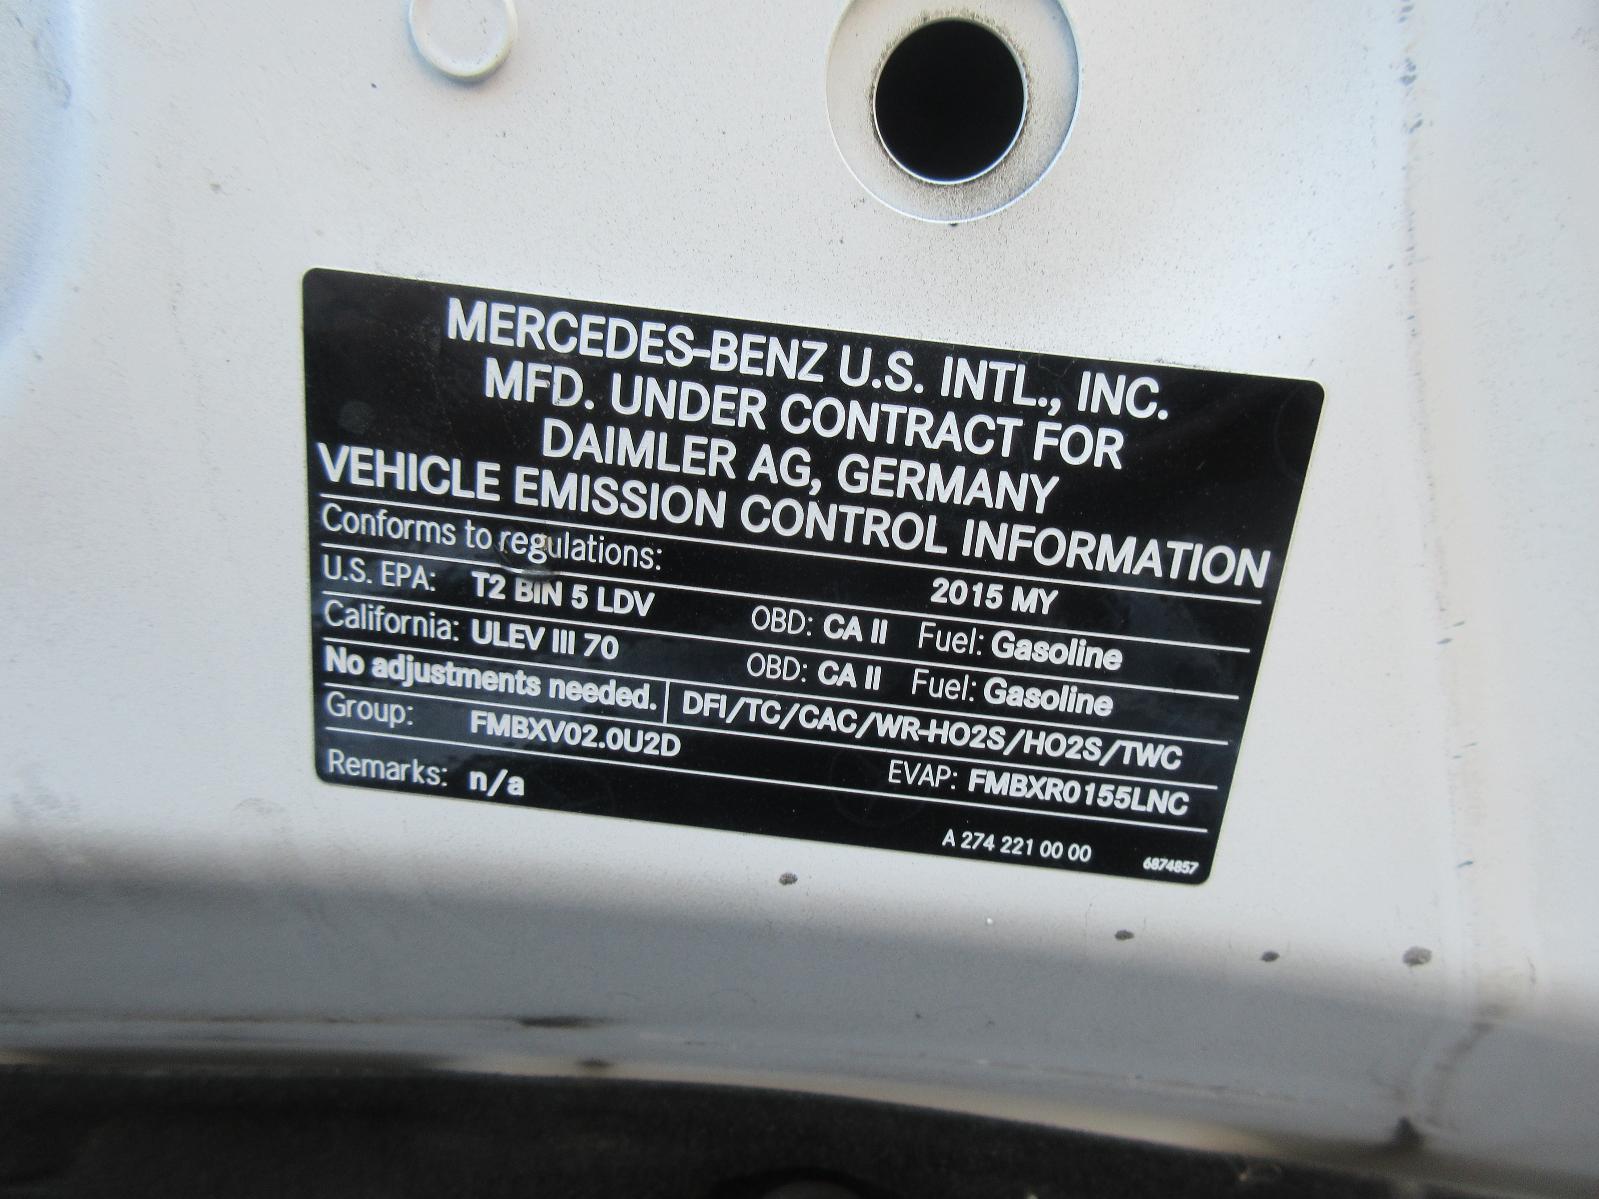 MERCEDES-BENZ U.S. INTL., INC.
MFD. UNDER CONTRACT FOR
DAIMLER AG, GERMANY
VEHICLE EMISSION CONTROL INFORMATION
Conforms to regulations: 2015 MY
U.S. EPA: T2 BIN 5 LDV OBD: CA II Fuel: Gasoline
California: ULEV III 70 OBD: CA II Fuel: Gasoline
No adjustments needed. DFI/TC/CAC/WR-HO2S/HO2S/TWC
Group: FMBXV02.0U2D EVAP: FMBXR0155LNC
Remarks: n/a
A 274 221 00 00 6874857